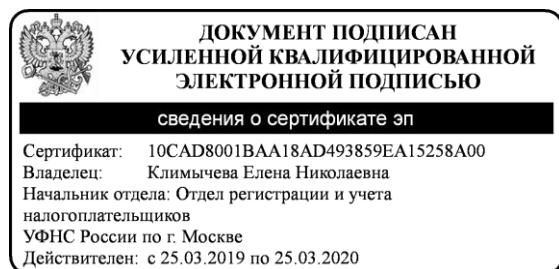 ДОКУМЕНТ ПОДПИСАН
УСИЛЕННОЙ КВАЛИФИЦИРОВАННОЙ
ЭЛЕКТРОННОЙ ПОДПИСЬЮ
сведения о сертификате эп
Сертификат: 10CAD8001BAA18AD493859EA15258A00
Владелец: Климычева Елена Николаевна
Начальник отдела: Отдел регистрации и учета
налогоплательщиков
УФНС России по г. Москве
Действителен: с 25.03.2019 по 25.03.2020